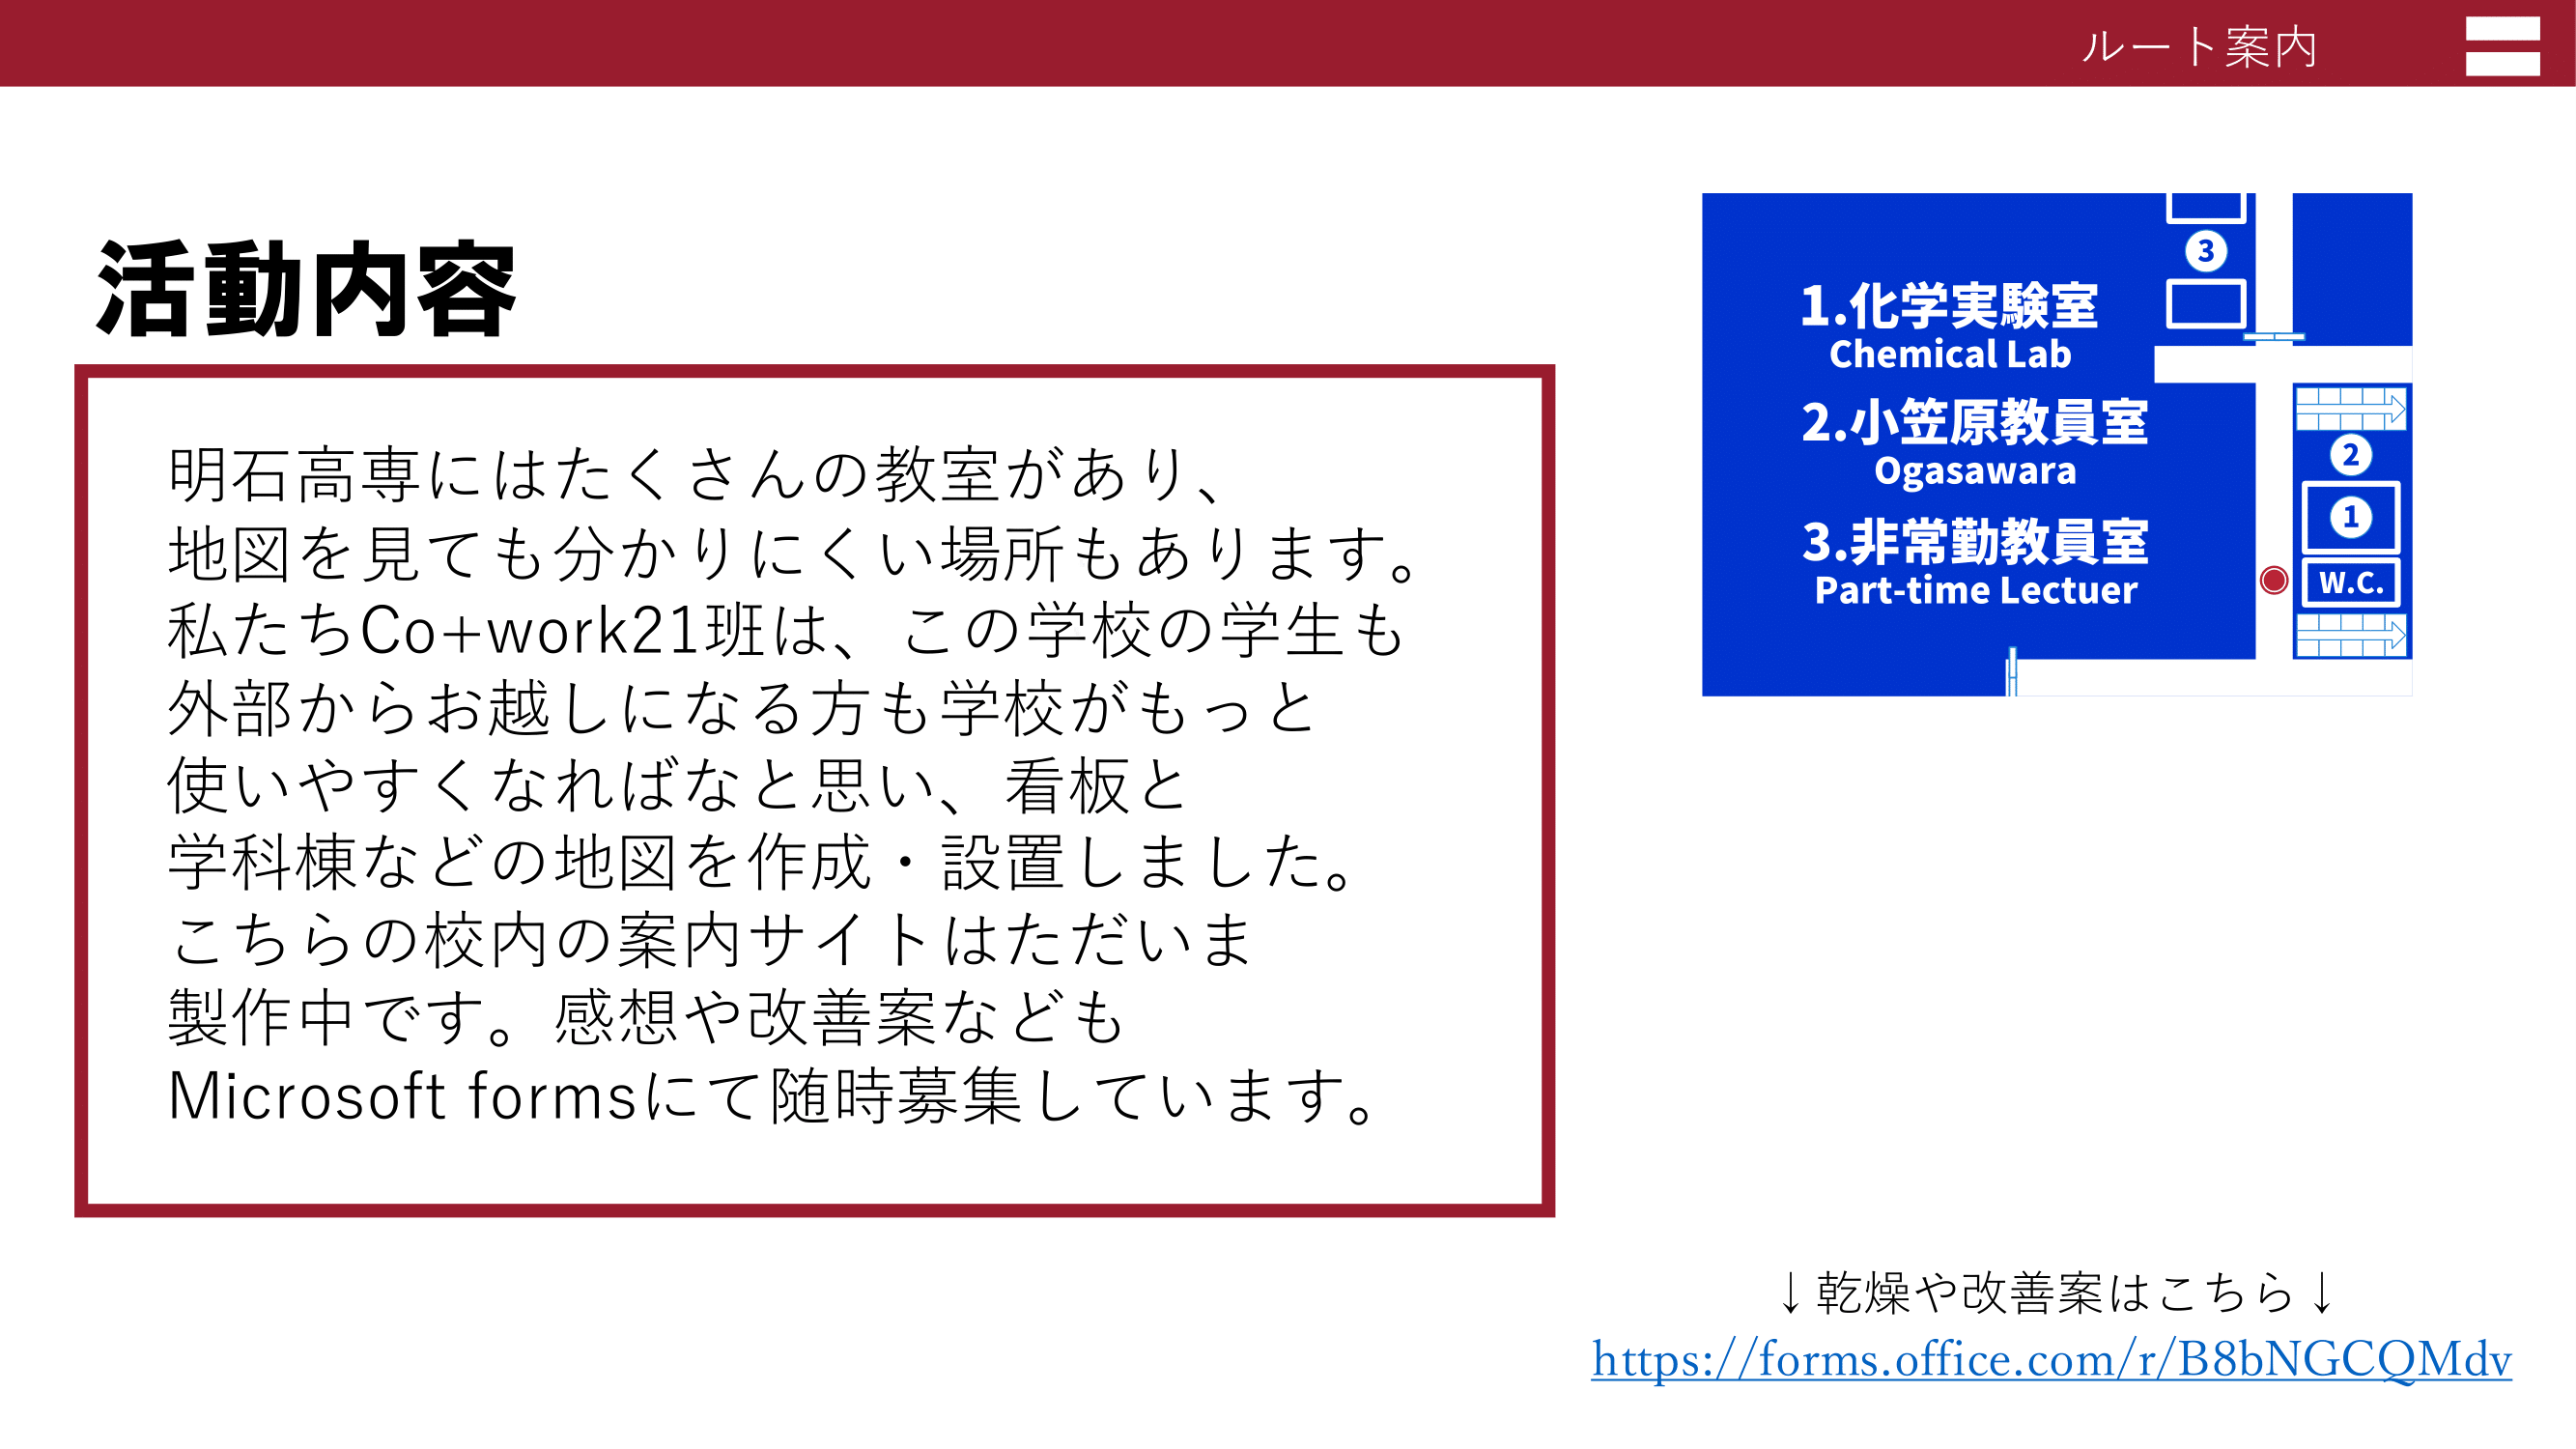 ルート案内
活動内容
明石高専にはたくさんの教室があり、
地図を見ても分かりにくい場所もあります。
私たちCo+work21班は、この学校の学生も
外部からお越しになる方も学校がもっと
使いやすくなればなと思い、看板と
学科棟などの地図を作成・設置しました。
こちらの校内の案内サイトはただいま
製作中です。感想や改善案なども
Microsoft formsにて随時募集しています。
1.化学実験室
Chemical Lab
2.小笠原教員室
Ogasawara
3.非常勤教員室
Part-time Lectuer
3
2
1
W.C.
↓乾燥や改善案はこちら↓
https://forms.office.com/r/B8bNGCQMdv